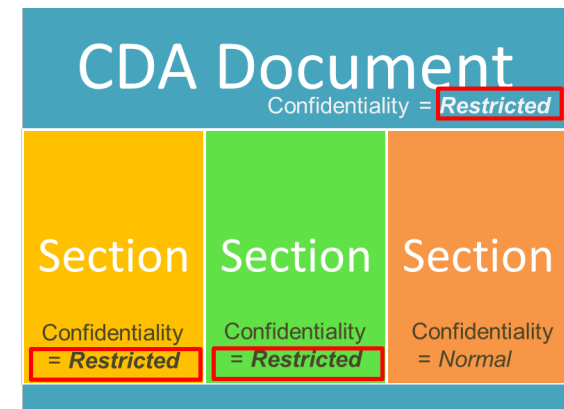 CDA Document
Confidentiality = Restricted
Section
Confidentiality
= Restricted
Section
Confidentiality
= Restricted
Section
Confidentiality
= Normal